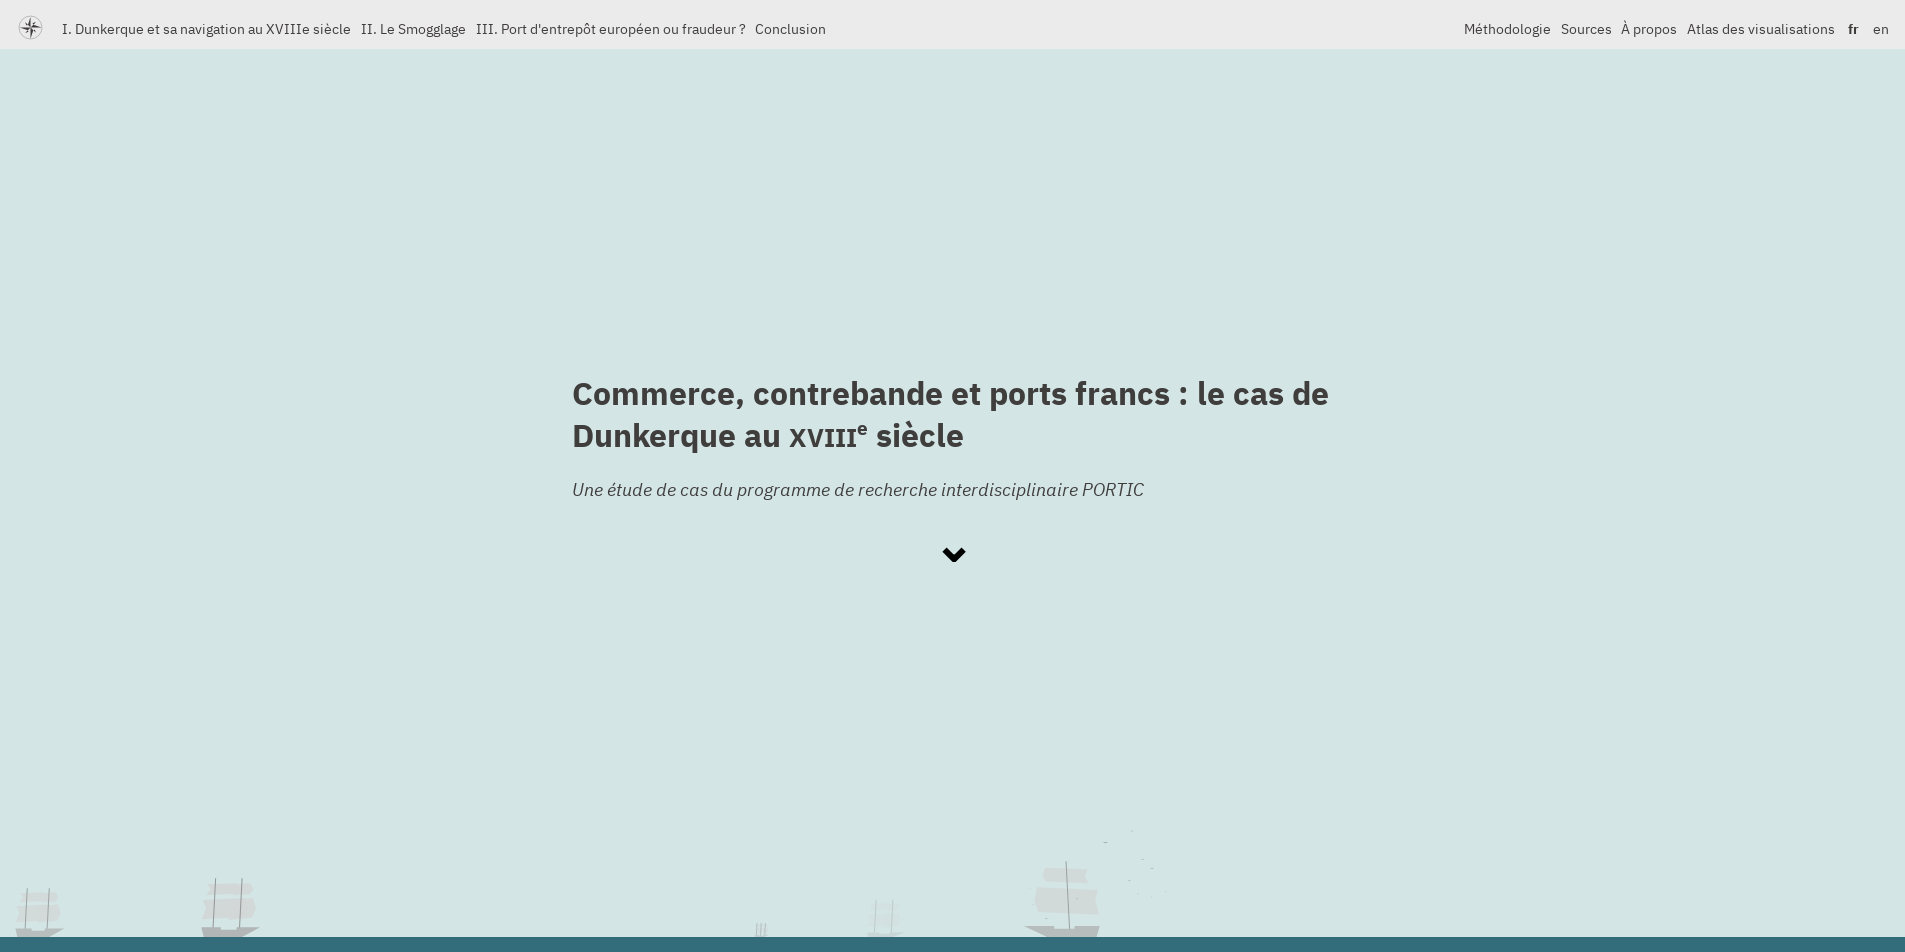 I. Dunkerque et sa navigation au XVIIIe siècle II. Le Smogglage III. Port d'entrepôt européen ou fraudeur ? Conclusion Méthodologie Sources À propos Atlas des visualisations fr en
Commerce, contrebande et ports francs : le cas de
Dunkerque au XVIIIe siècle
Une étude de cas du programme de recherche interdisciplinaire PORTIC